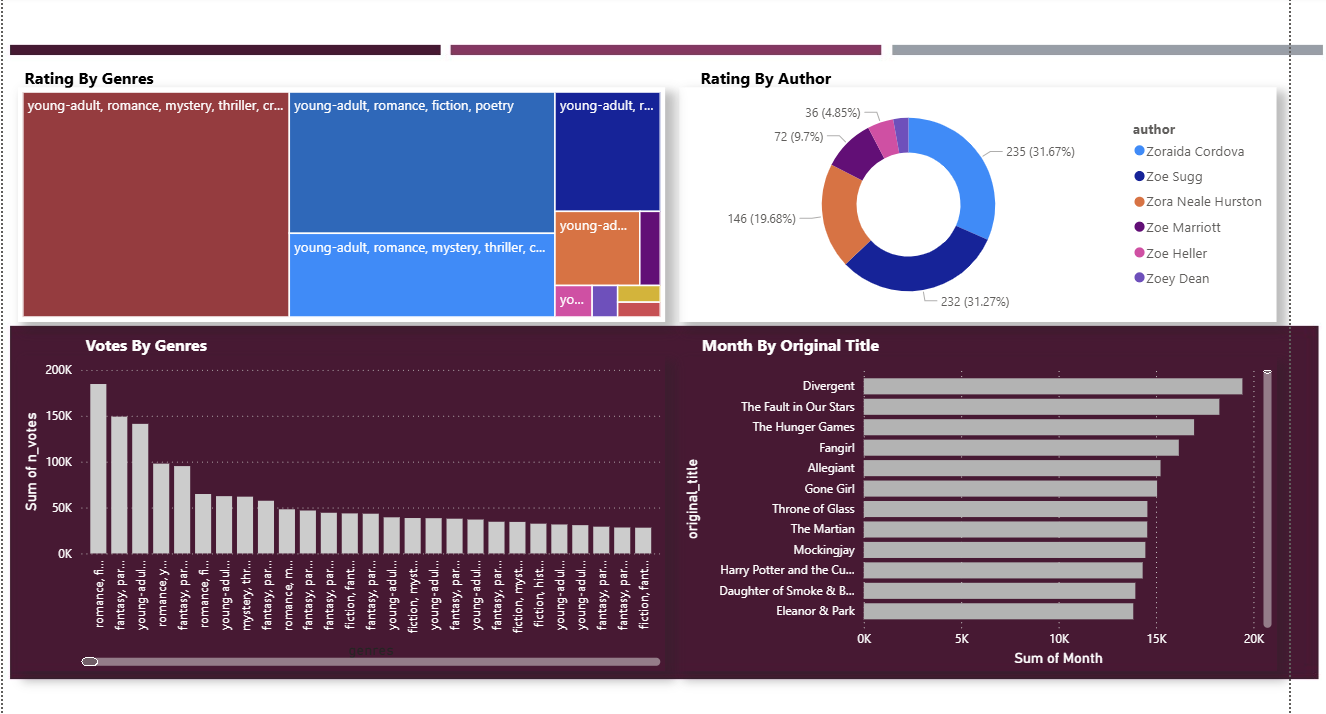 Rating By Genres
young-adult, romance, mystery, thriller, cr...
young-adult, romance, fiction, poetry
young-adult, r...
young-adult, romance, mystery, thriller, c...
young-ad...
yo...
Rating By Author
36 (4.85%)
72 (9.7%)
146 (19.68%)
235 (31.67%)
232 (31.27%)
author
Zoraida Cordova
Zoe Sugg
Zora Neale Hurston
Zoe Marriott
Zoe Heller
Zoey Dean
Votes By Genres
Sum of n_votes
200K
150K
100K
50K
0K
romance, fi...
fantasy, par...
young-adul...
romance, y...
fantasy, par...
romance, fi...
young-adul...
mystery, thr...
fantasy, par...
romance, m...
fantasy, par...
fantasy, par...
fiction, fant...
fantasy, par...
young-adul...
fiction, myst...
young-adul...
fantasy, par...
young-adul...
fantasy, par...
fiction, myst...
fiction, hist...
young-adul...
young-adul...
fantasy, par...
fantasy, par...
fiction, fant...
genres
Month By Original Title
original_title
Divergent
The Fault in Our Stars
The Hunger Games
Fangirl
Allegiant
Gone Girl
Throne of Glass
The Martian
Mockingjay
Harry Potter and the Cu...
Daughter of Smoke & B...
Eleanor & Park
0K 5K 10K 15K 20K
Sum of Month